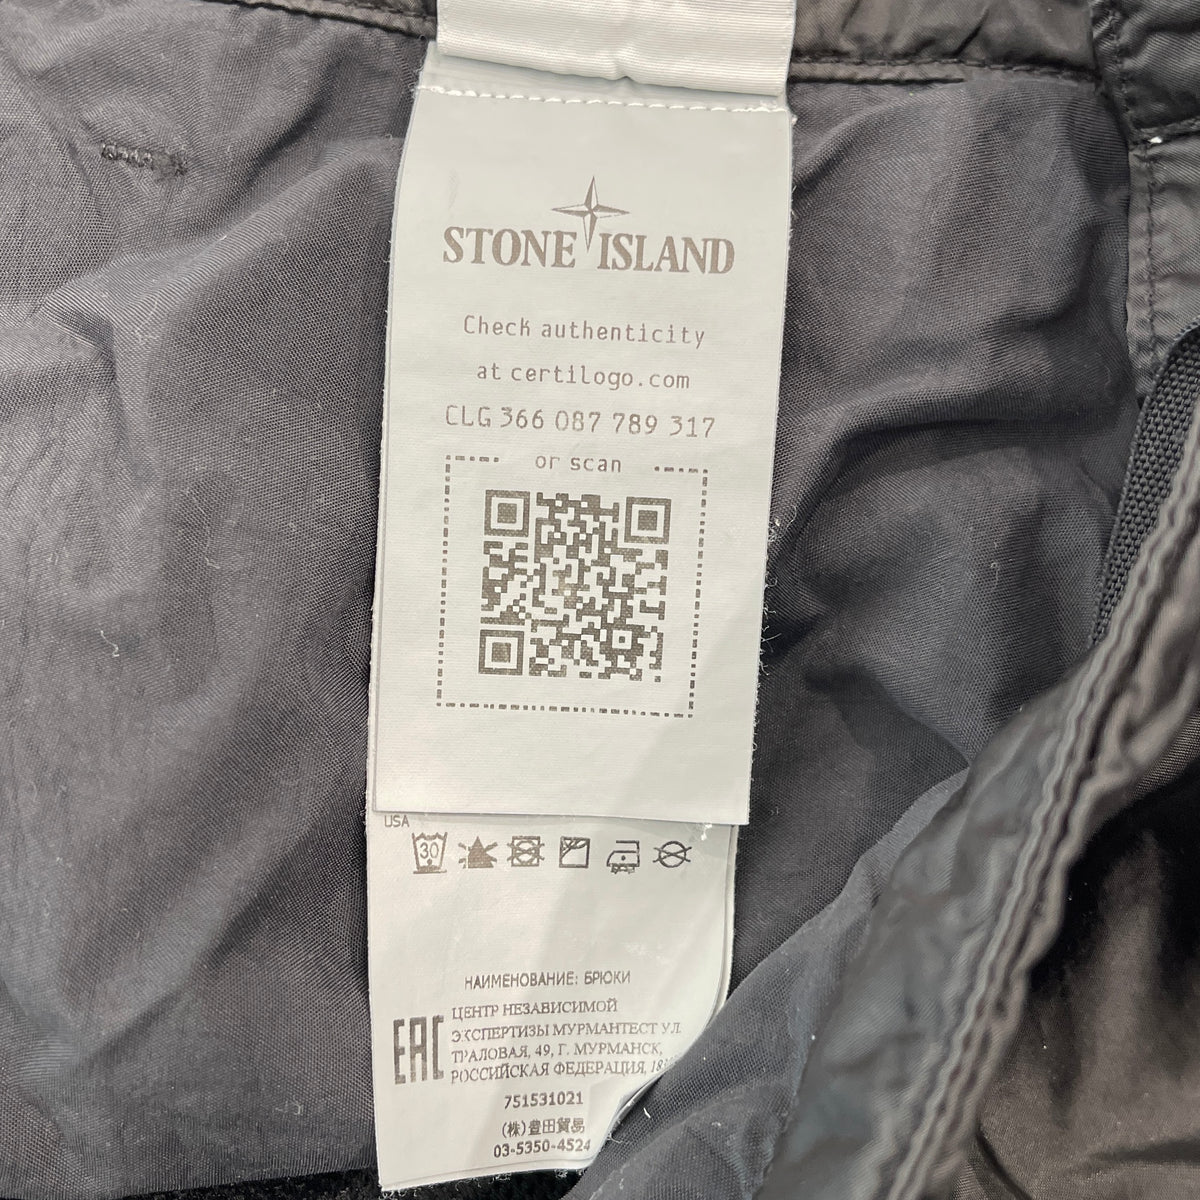 STONE ISLAND
Check authenticity
at certilogo.com
CLG 366 087 789 317
or scan
USA
30
НАИМЕНОВАНИЕ: БРЮКИ
EAC
ЦЕНТР НЕЗАВИСИМОЙ
ЭКСПЕРТИЗЫ МУРМАНТЕСТ УЛ.
ТРАЛОВАЯ, 49, Г. МУРМАНСК,
РОССИЙСКАЯ ФЕДЕРАЦИЯ,
751531021
(株)豊田貿易
03-5350-4524